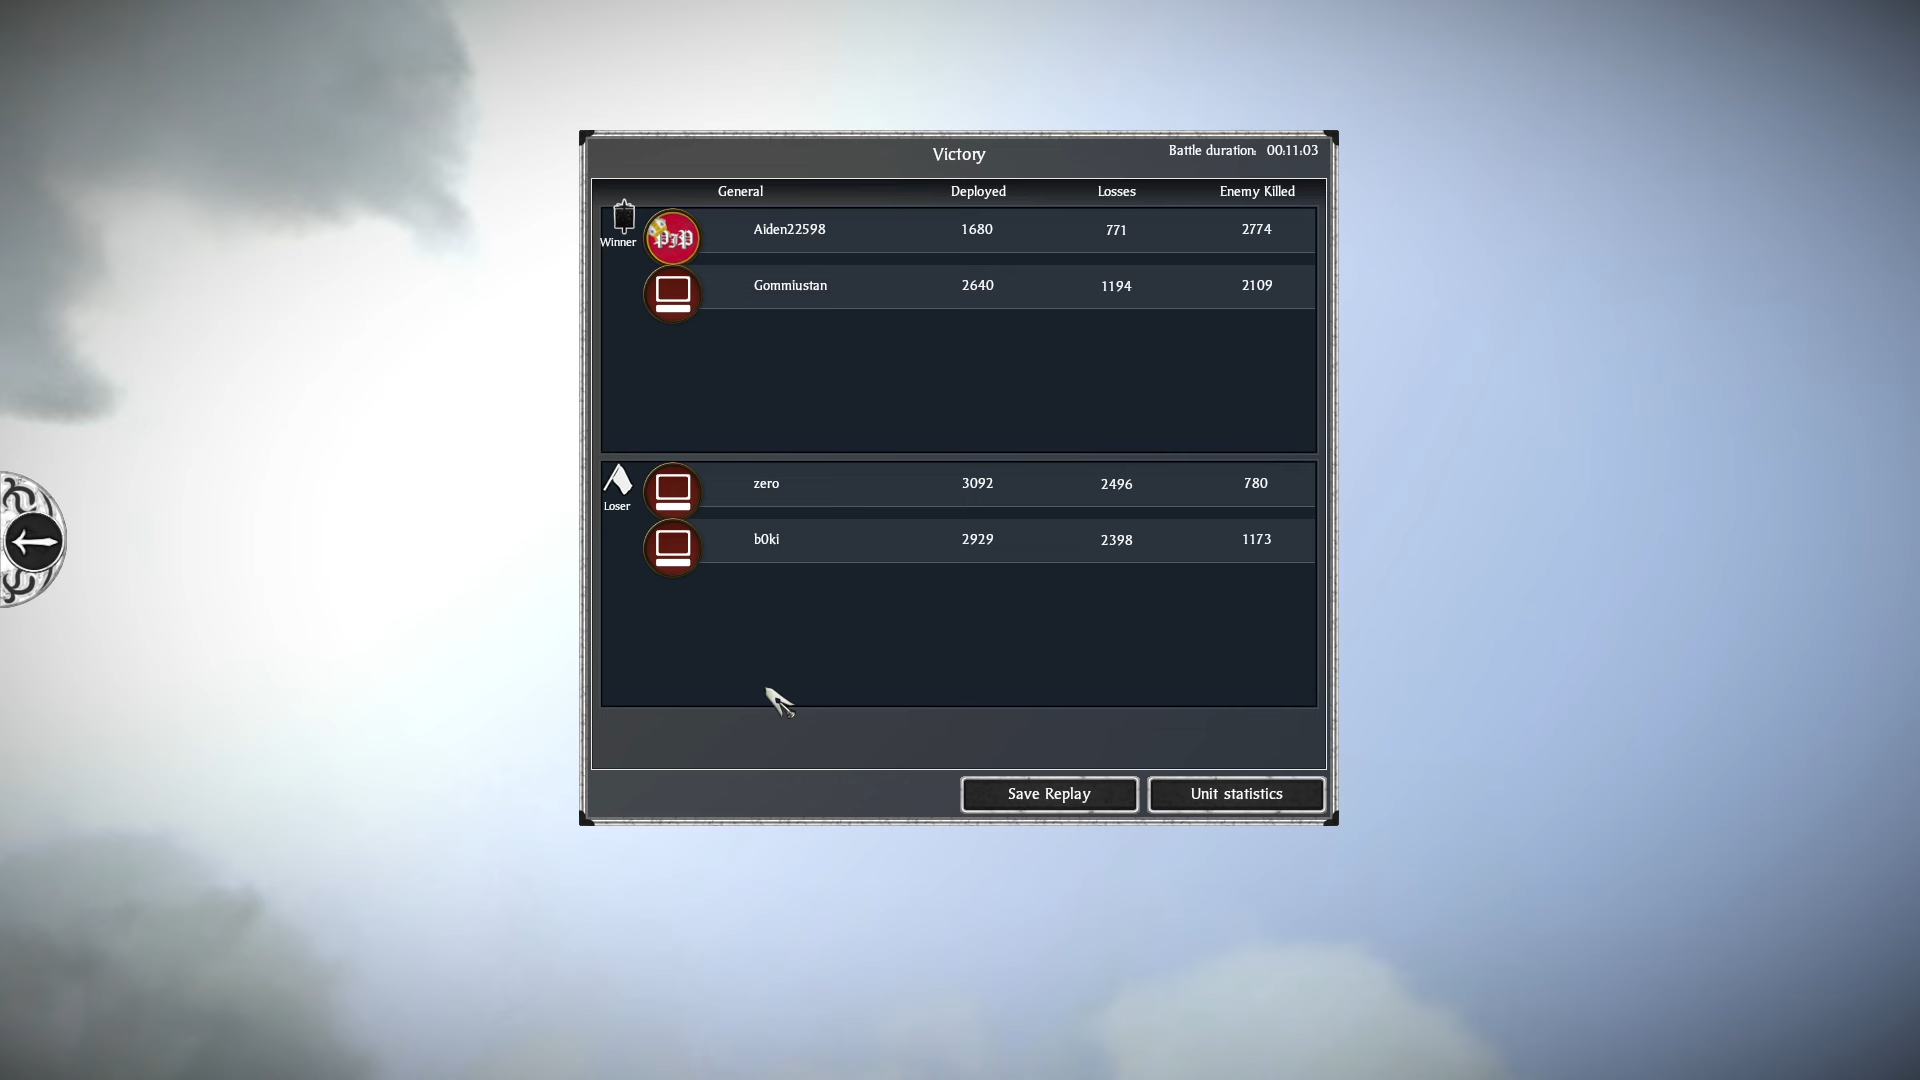 Victory
Battle duration: 00:11:03
General Deployed Losses Enemy Killed
Winner
PJP Aiden22598 1680 771 2774
Gommiustan 2640 1194 2109
Loser
zero 3092 2496 780
b0ki 2929 2398 1173
Save Replay Unit statistics